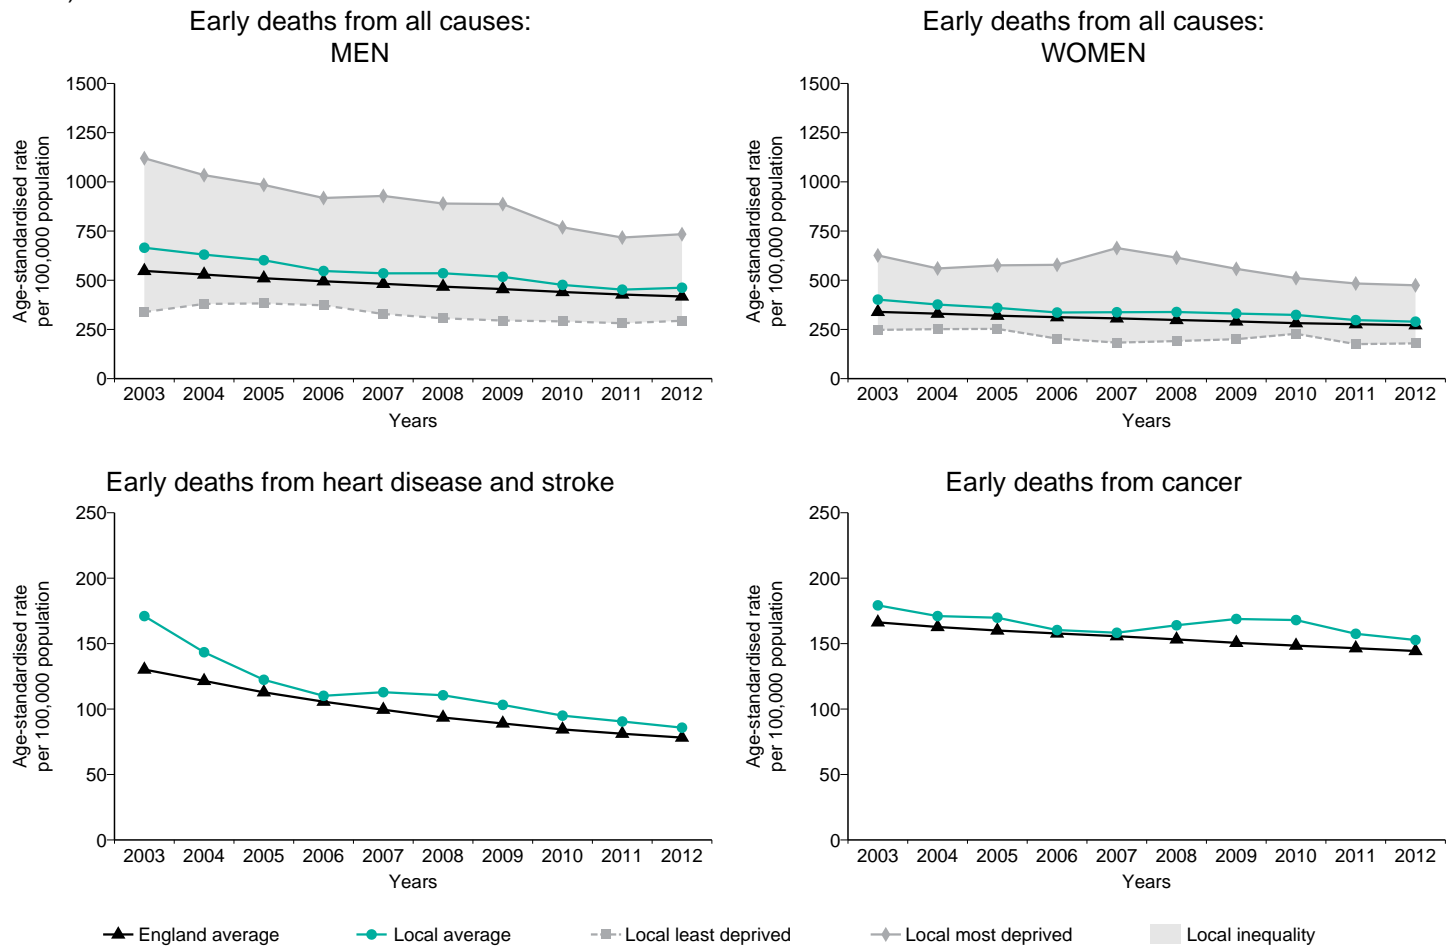 Early deaths from all causes:
MEN
Age-standardised rate
per 100,000 population
1500
1250
1000
750
500
250
0
2003 2004 2005 2006 2007 2008 2009 2010 2011 2012
Years
Early deaths from all causes:
WOMEN
Age-standardised rate
per 100,000 population
1500
1250
1000
750
500
250
0
2003 2004 2005 2006 2007 2008 2009 2010 2011 2012
Years
Early deaths from heart disease and stroke
Age-standardised rate
per 100,000 population
250
200
150
100
50
0
2003 2004 2005 2006 2007 2008 2009 2010 2011 2012
Years
Early deaths from cancer
Age-standardised rate
per 100,000 population
250
200
150
100
50
0
2003 2004 2005 2006 2007 2008 2009 2010 2011 2012
Years
England average Local average Local least deprived Local most deprived Local inequality